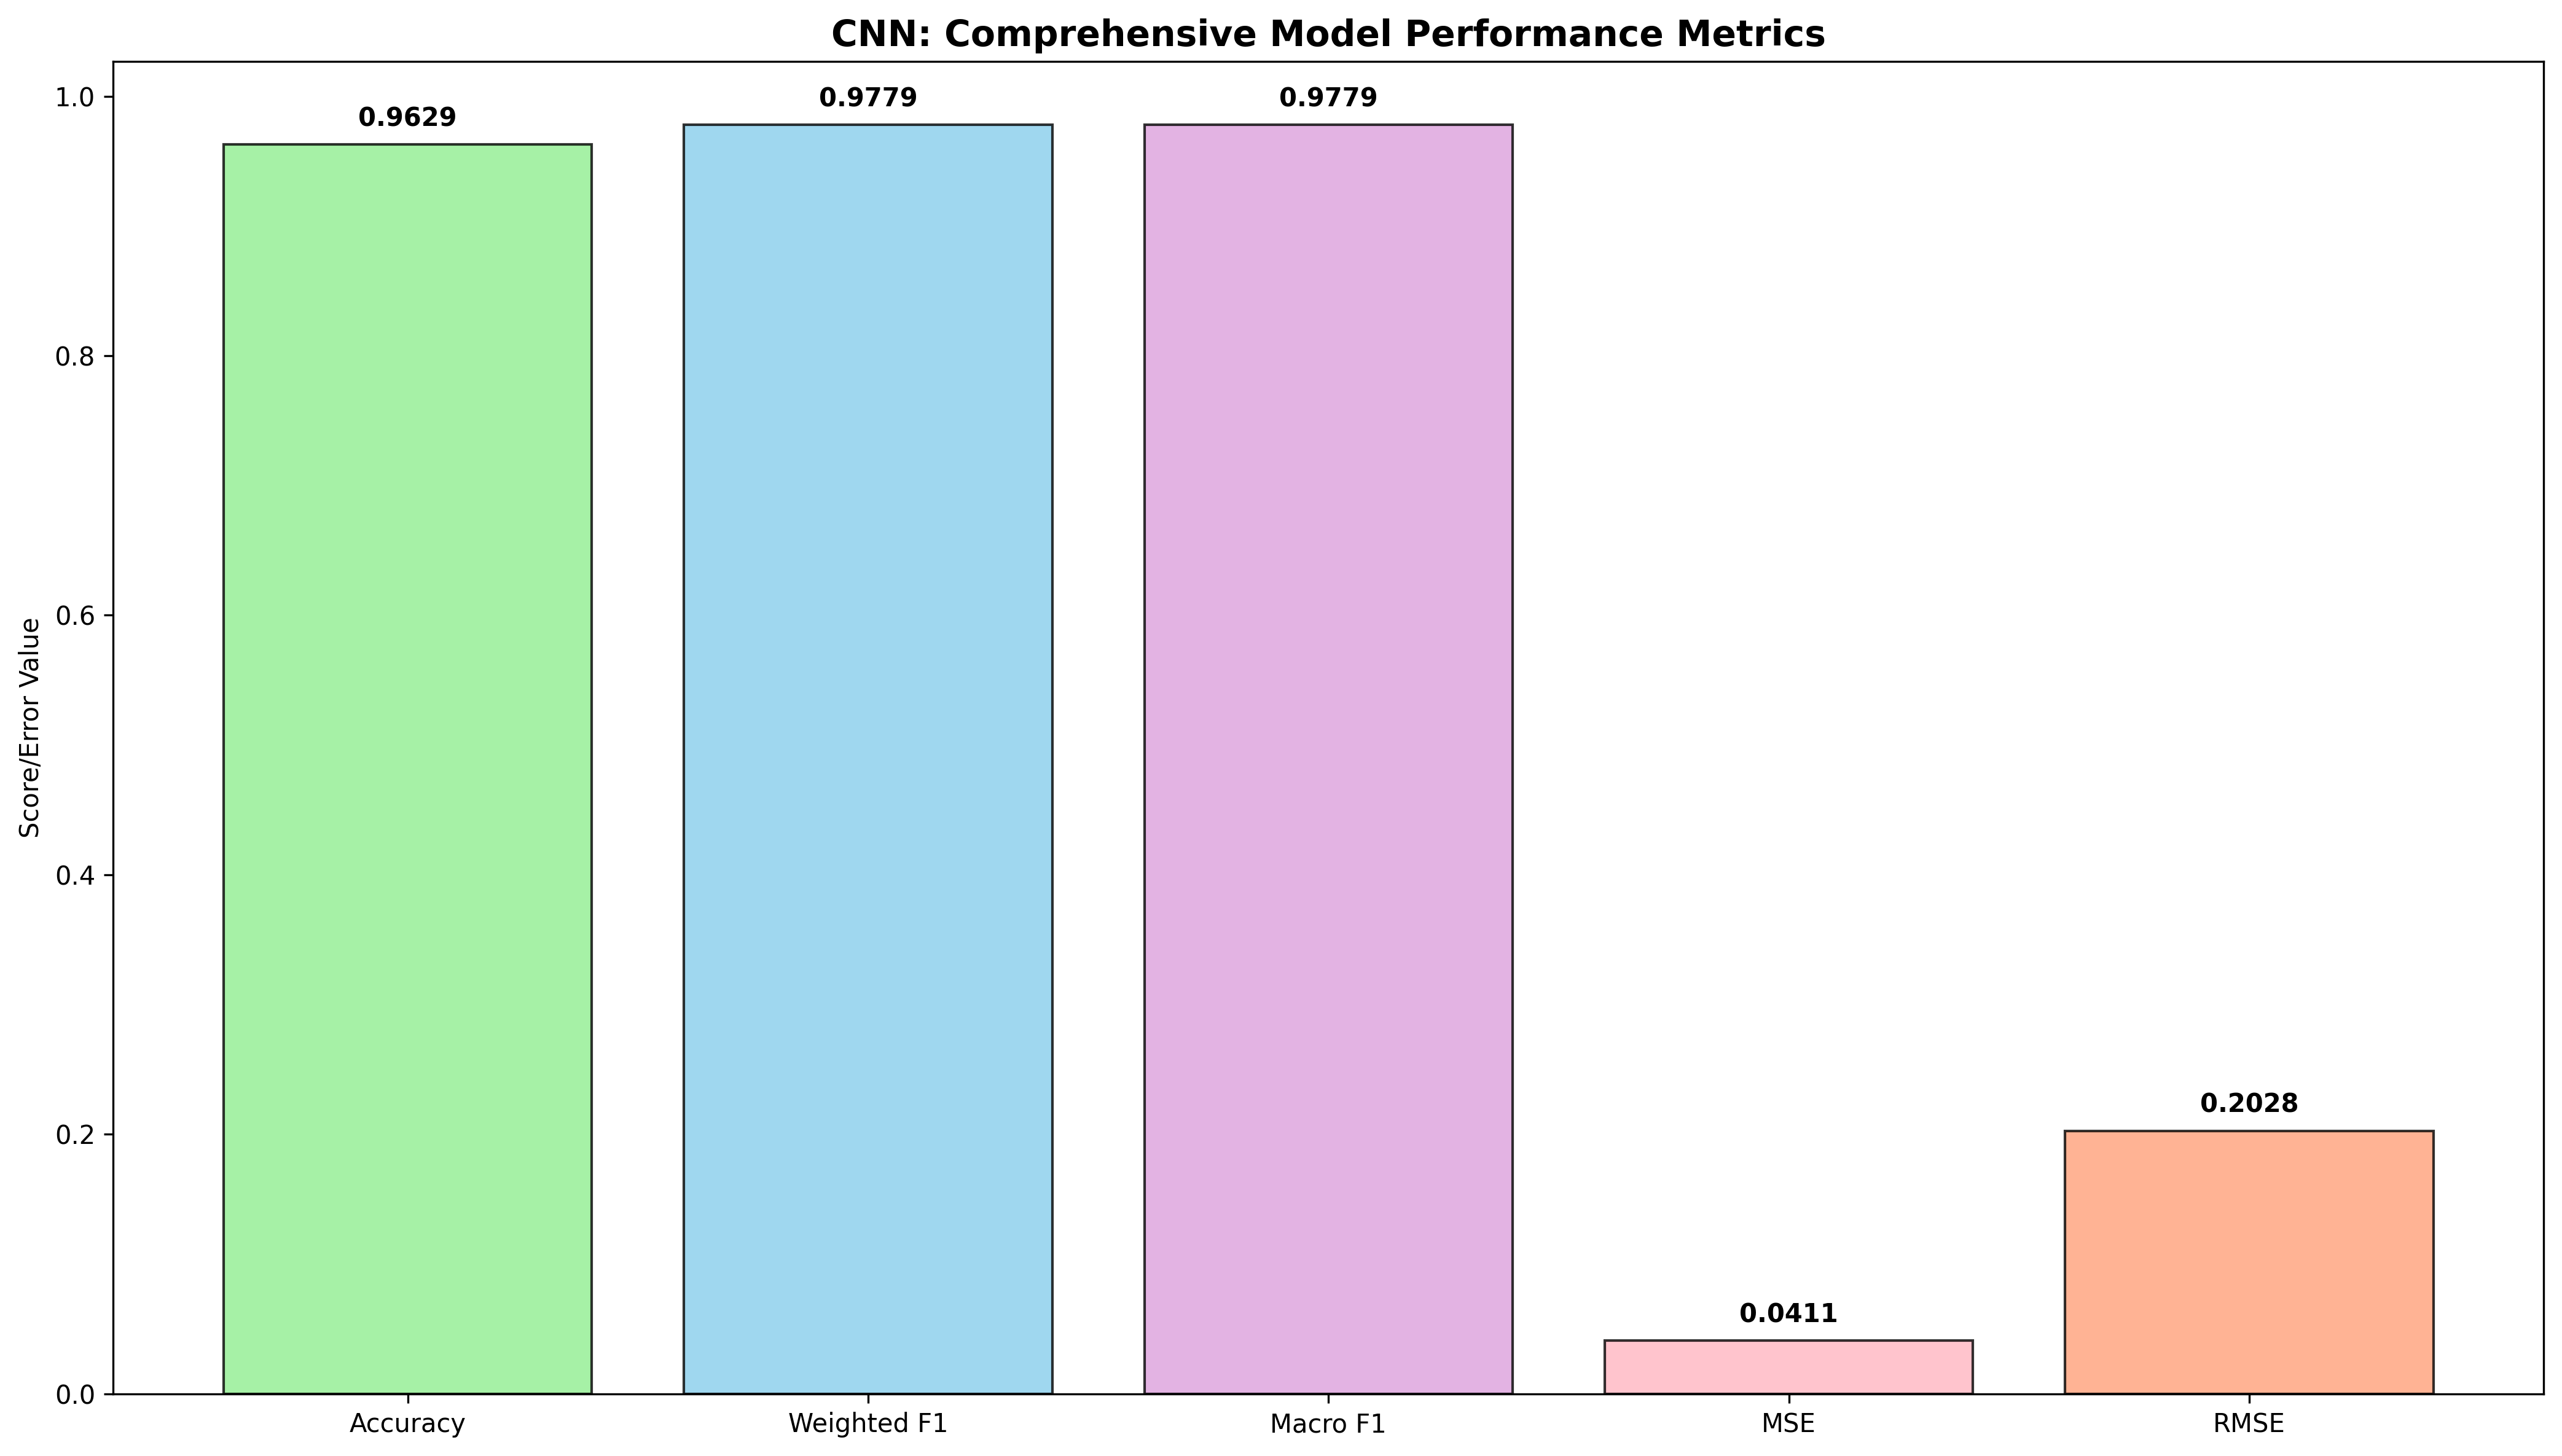 CNN: Comprehensive Model Performance Metrics
Score/Error Value
1.0
0.8
0.6
0.4
0.2
0.0
0.9629
0.9779
0.9779
0.0411
0.2028
Accuracy
Weighted F1
Macro F1
MSE
RMSE